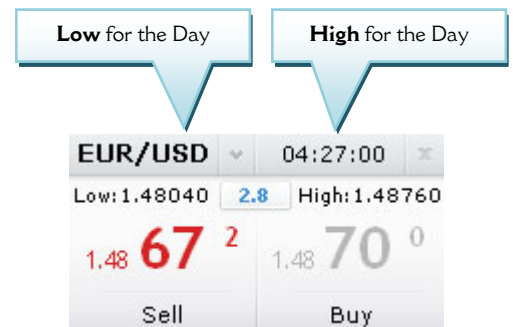 Low for the Day
High for the Day
EUR/USD 04:27:00 x
Low:1.48040 2.8 High:1.48760
1.48 67 2 1.48 70 0
Sell Buy